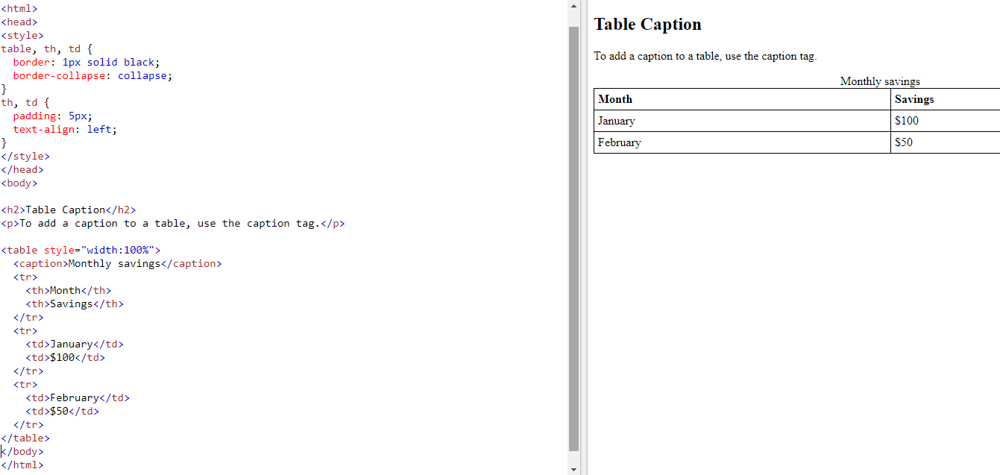 <html>
<head>
<style>
table, th, td {
  border: 1px solid black;
  border-collapse: collapse;
}
th, td {
  padding: 5px;
  text-align: left;
}
</style>
</head>
<body>

<h2>Table Caption</h2>
<p>To add a caption to a table, use the caption tag.</p>

<table style="width:100%">
  <caption>Monthly savings</caption>
  <tr>
    <th>Month</th>
    <th>Savings</th>
  </tr>
  <tr>
    <td>January</td>
    <td>$100</td>
  </tr>
  <tr>
    <td>February</td>
    <td>$50</td>
  </tr>
</table>
</body>
</html>
Table Caption
To add a caption to a table, use the caption tag.
Monthly savings
Month Savings
January $100
February $50